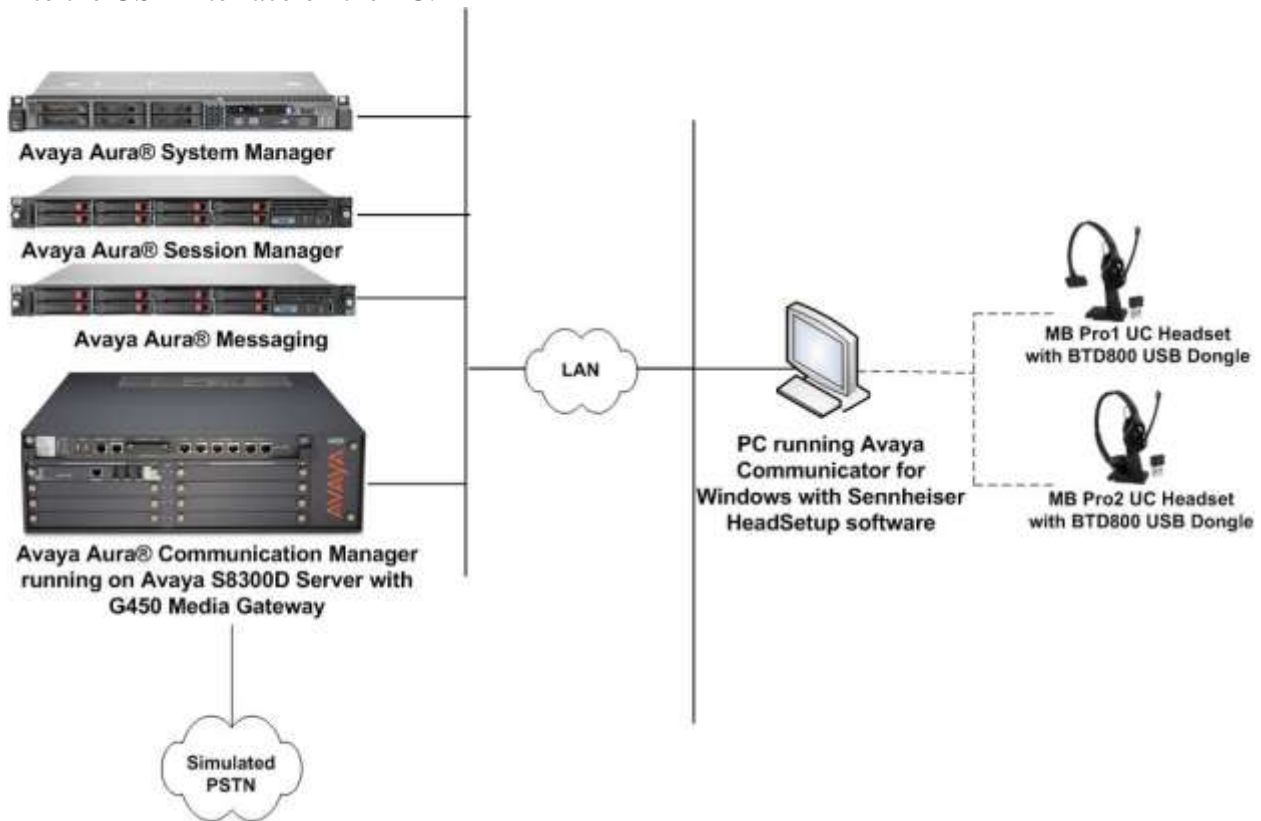 Avaya Aura® System Manager
Avaya Aura® Session Manager
Avaya Aura® Messaging
AVAYA
Avaya Aura® Communication Manager
running on Avaya S8300D Server with
G450 Media Gateway
Simulated
PSTN
LAN
PC running Avaya
Communicator for
Windows with Sennheiser
HeadSetup software
MB Pro1 UC Headset
with BTD800 USB Dongle
MB Pro2 UC Headset
with BTD800 USB Dongle